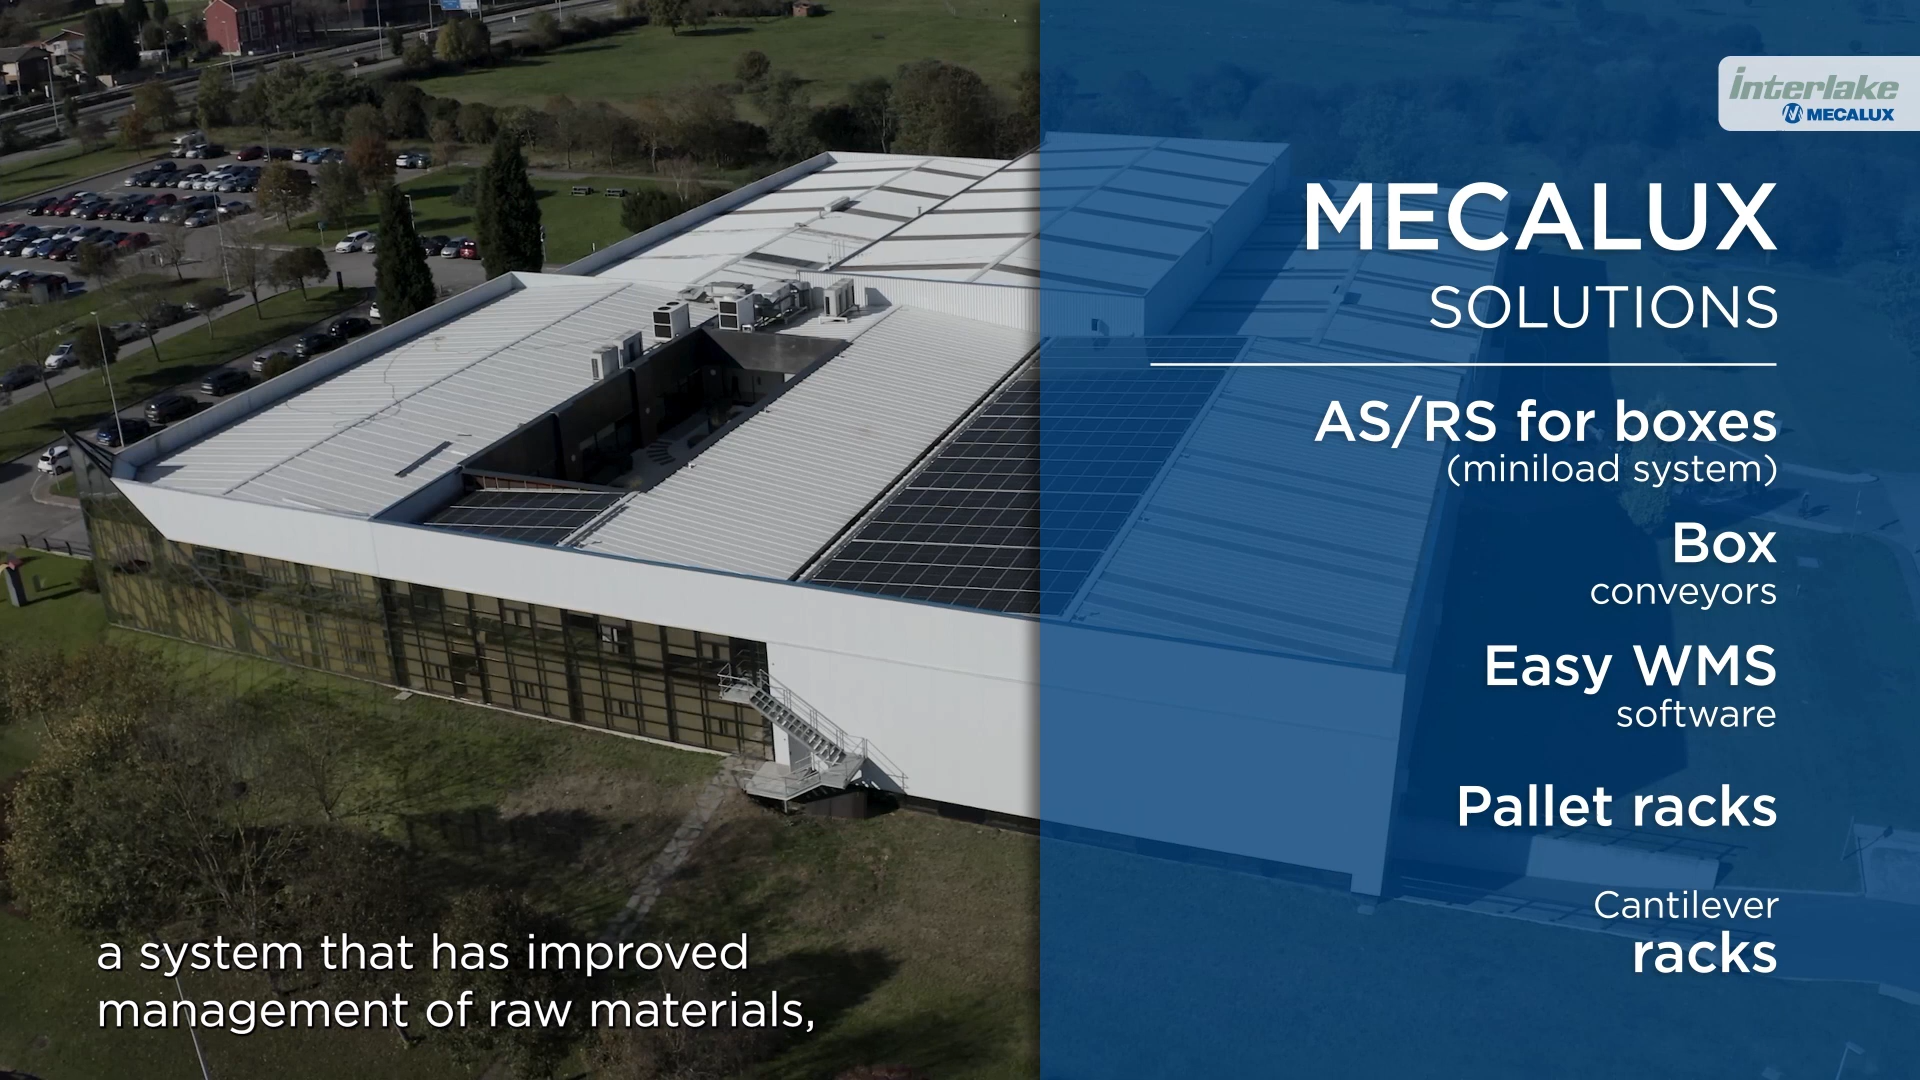 interlake
MECALUX
MECALUX
SOLUTIONS
AS/RS for boxes
(miniload system)
Box
conveyors
Easy WMS
software
Pallet racks
Cantilever
racks
a system that has improved
management of raw materials,